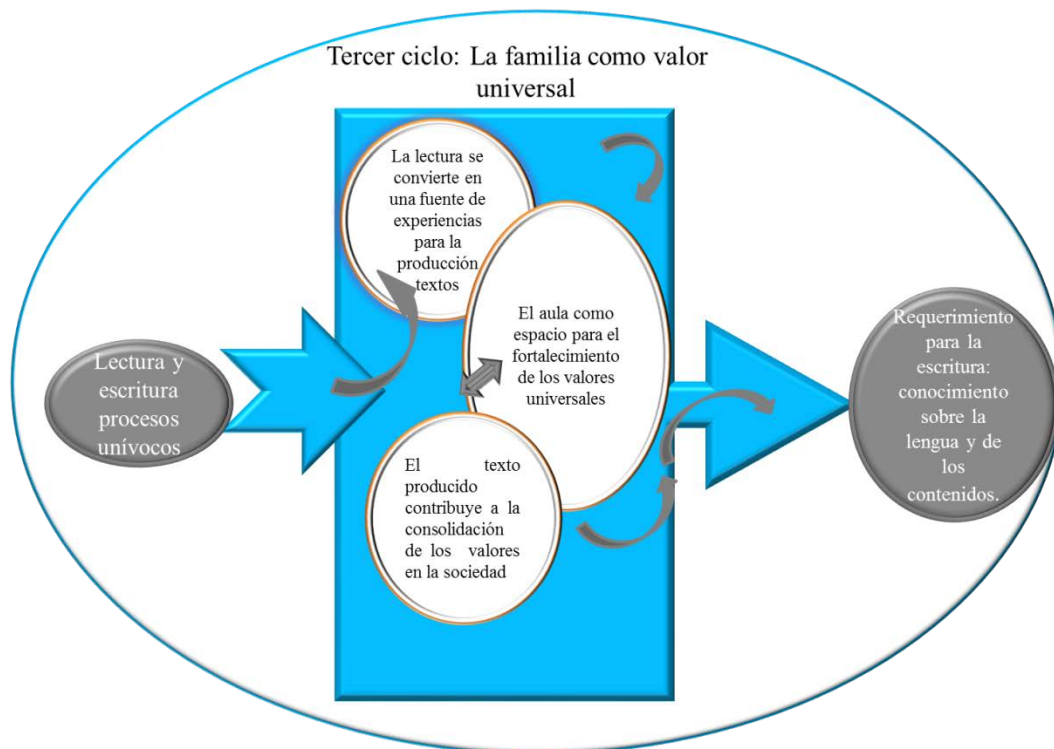 Tercer ciclo: La familia como valor
universal
La lectura se
convierte en
una fuente de
experiencias
para la
producción
textos
El aula como
espacio para el
fortalecimiento
de los valores
universales
El texto
producido
contribuye a la
consolidación
de los valores
en la sociedad
Lectura y
escritura
procesos
unívocos
Requerimiento
para la
escritura:
conocimiento
sobre la
lengua y de
los
contenidos.